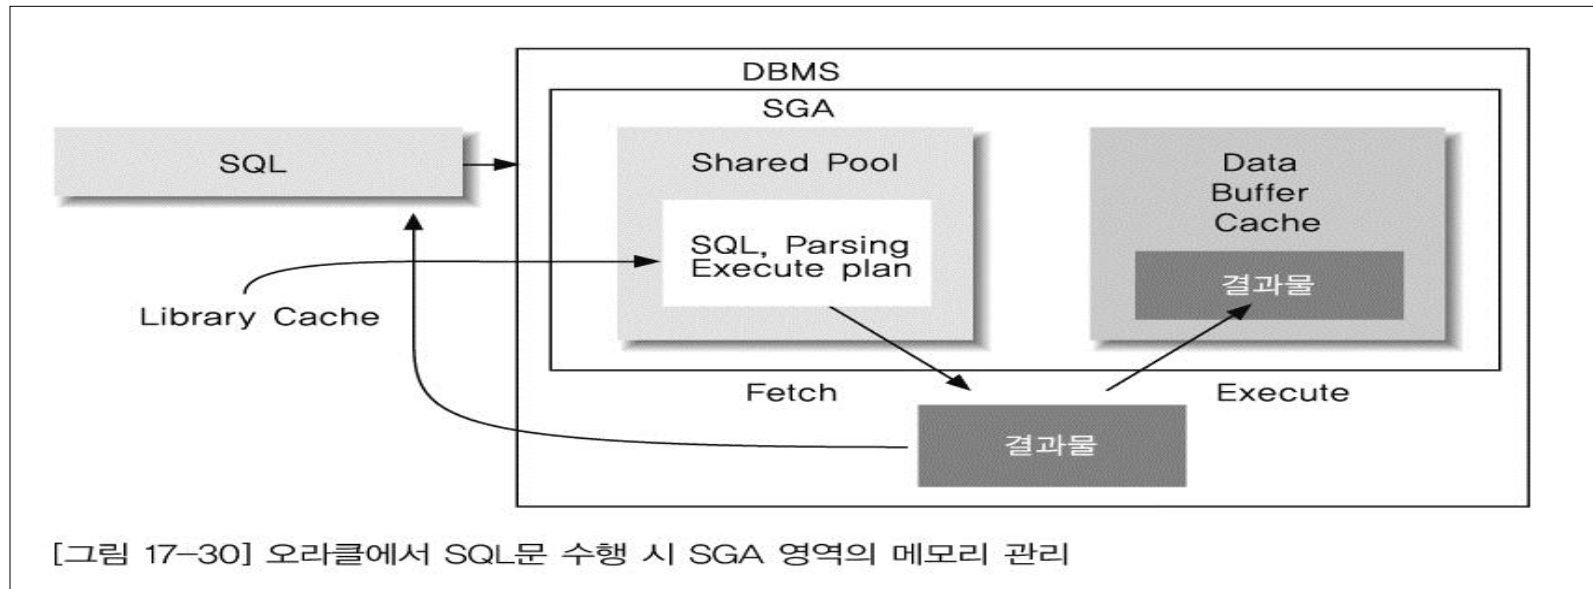 DBMS
SGA
SQL
Shared Pool
SQL, Parsing
Execute plan
Data
Buffer
Cache
결과물
Library Cache
Fetch
Execute
결과물
[그림 17-30] 오라클에서 SQL문 수행 시 SGA 영역의 메모리 관리